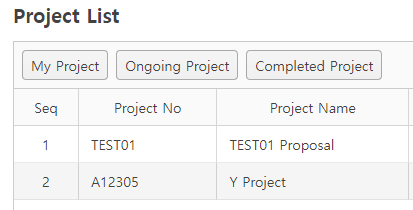 Project List
My Project Ongoing Project Completed Project
Seq Project No Project Name
1 TEST01 TEST01 Proposal
2 A12305 Y Project